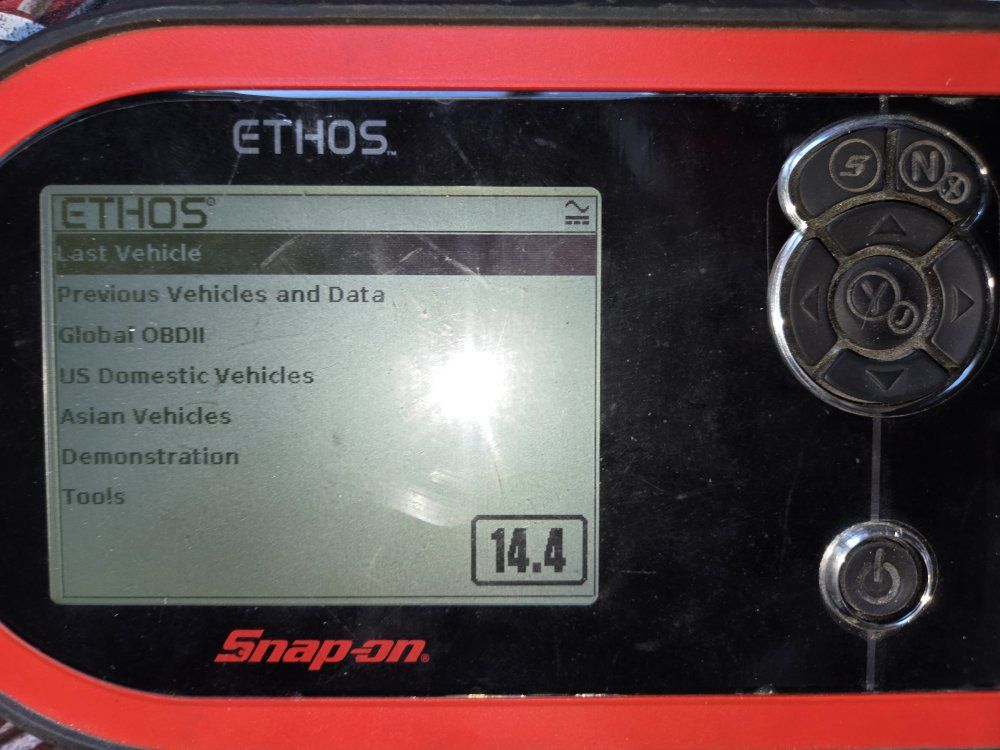 ETHOS™
ETHOS®
Last Vehicle
Previous Vehicles and Data
Global OBDII
US Domestic Vehicles
Asian Vehicles
Demonstration
Tools
14.4
Snap-on®
S
N X
Y